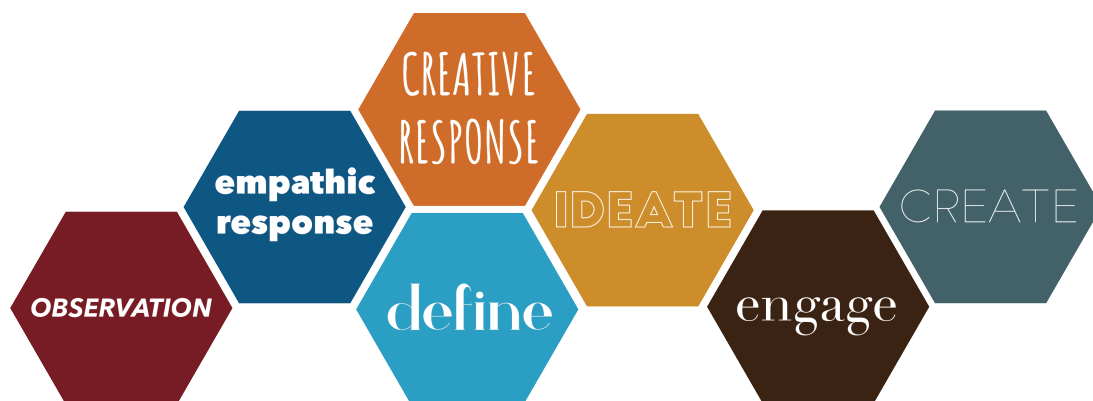 OBSERVATION
empathic
response
CREATIVE
RESPONSE
define
IDEATE
engage
CREATE